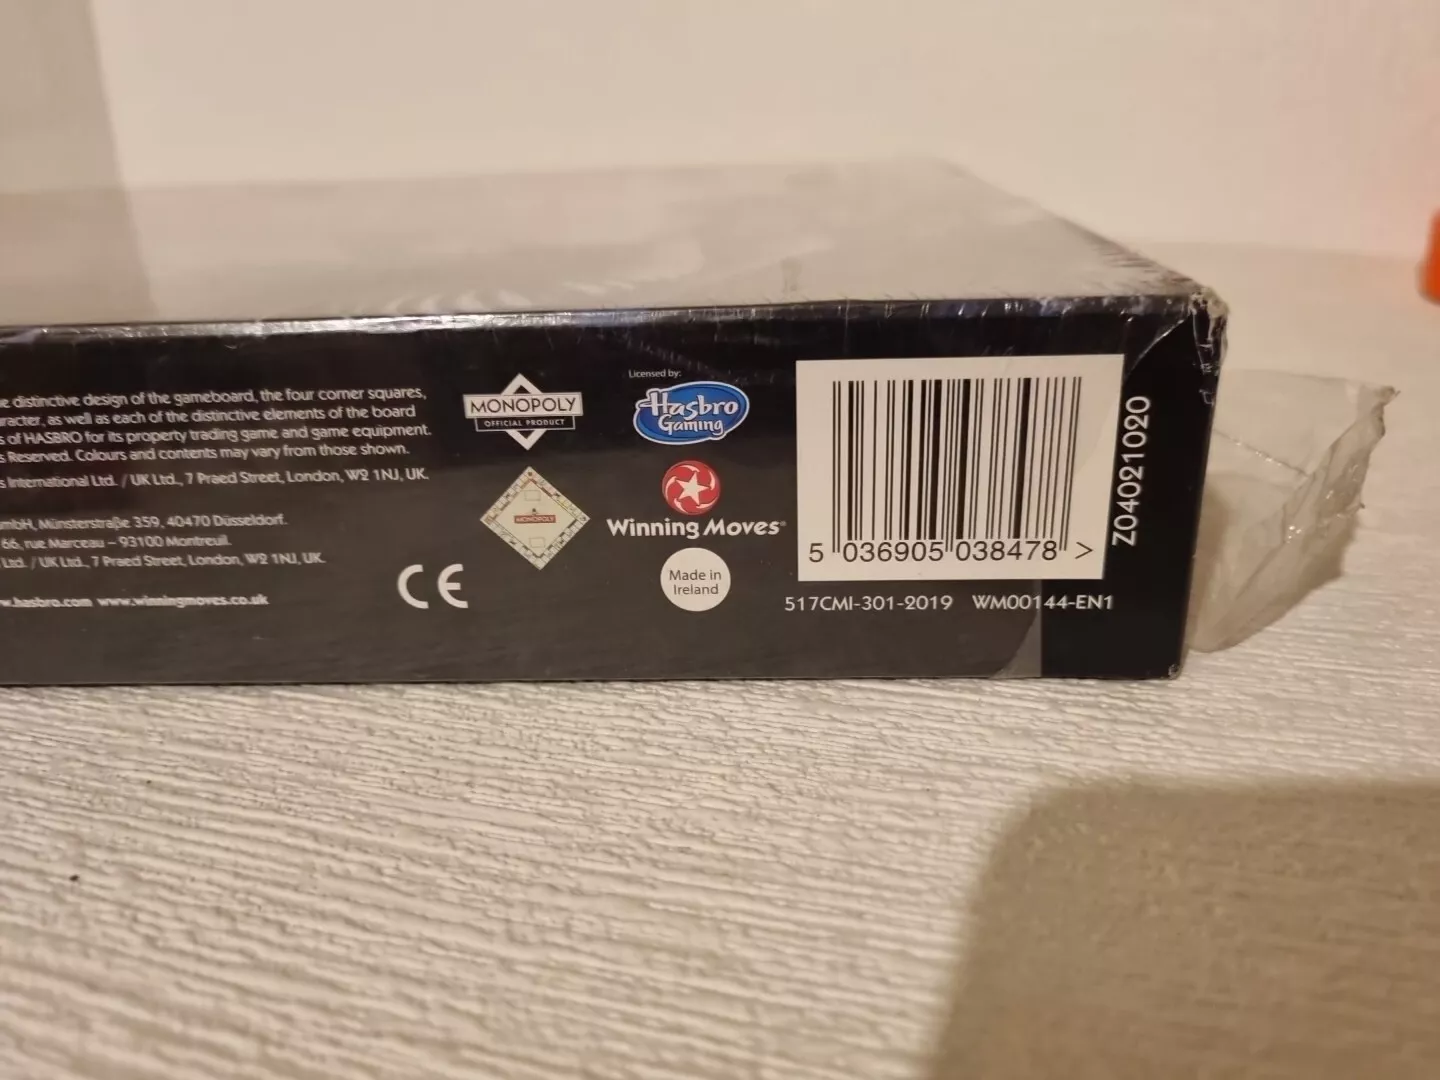 distinctive design of the gameboard, the four corner squares,
as well as each of the distinctive elements of the board
of HASBRO for its property trading game and game equipment.
Reserved. Colours and contents may vary from those shown.
International Ltd. / UK Ltd., 7 Praed Street, London, W2 1NJ, UK.
Münsterstraße 359, 40470 Düsseldorf.
66, rue Marceau – 93100 Montreuil.
Ltd. / UK Ltd., 7 Praed Street, London, W2 1NJ, UK.
www.winningmoves.co.uk
MONOPOLY
OFFICIAL PRODUCT
MONOPOLY
CE
Licensed by:
Hasbro
Gaming
Winning Moves®
Made in
Ireland
5 036905 038478 >
517CMI-301-2019 WM00144-EN1
Z04021020